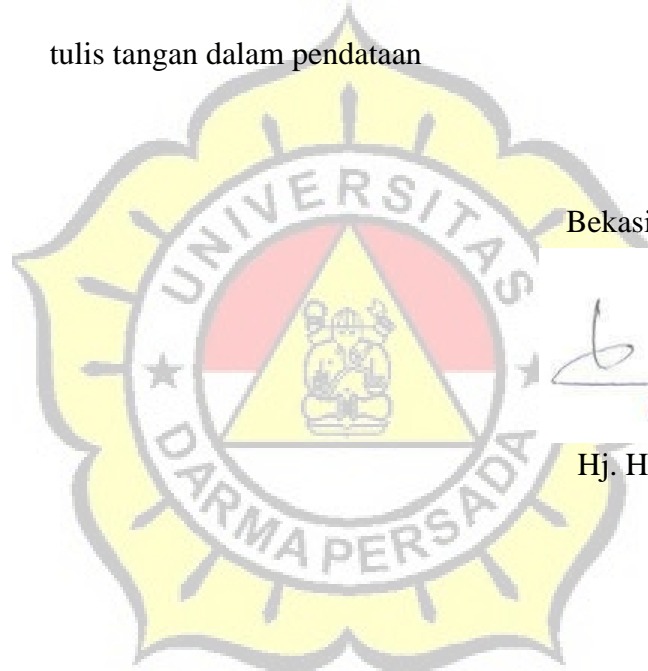 tulis tangan dalam pendataan
Bekasi
UNIVERSITAS
DARMA PERSADA
Hj. H